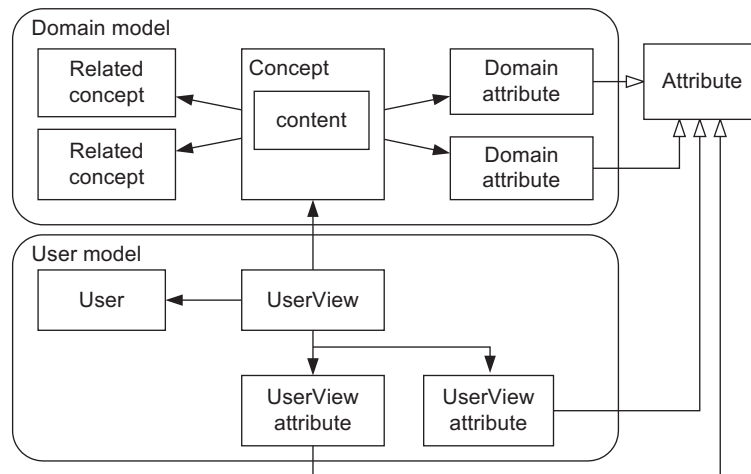 Domain model
Related
concept
Related
concept
Concept
content
Domain
attribute
Domain
attribute
Attribute
User model
User
UserView
UserView
attribute
UserView
attribute